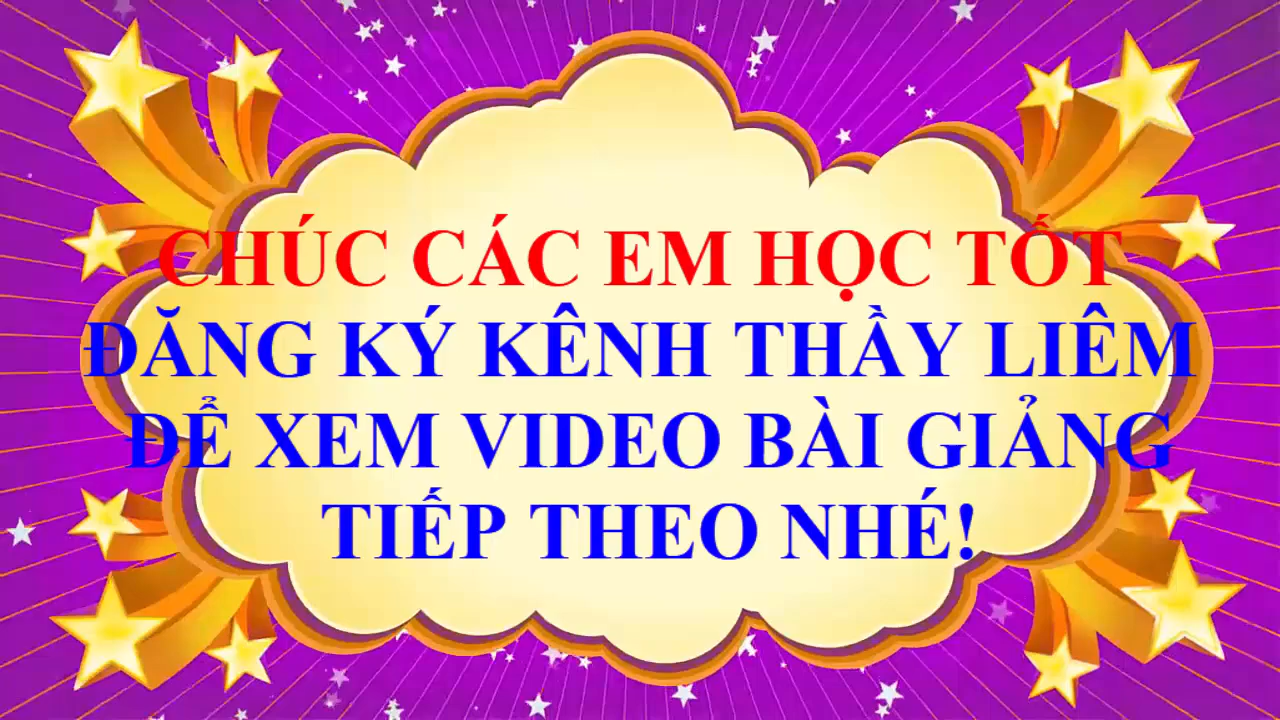 CHÚC CÁC EM HỌC TỐT
ĐĂNG KÝ KÊNH THẦY LIÊM
ĐỂ XEM VIDEO BÀI GIẢNG
TIẾP THEO NHÉ!